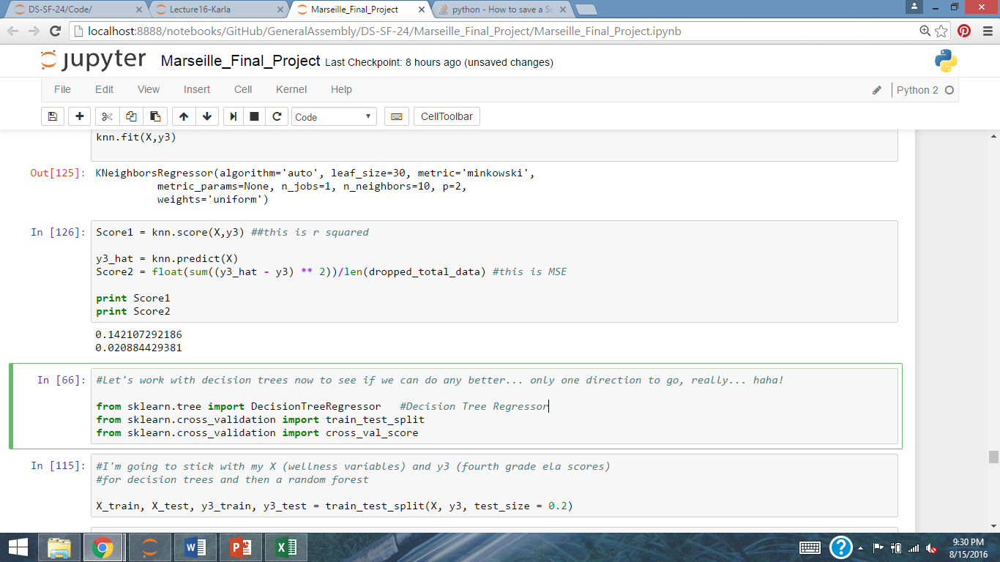 DS-SF-24/Code/
Lecture16-Karla
Marseille_Final_Project
python - How to save a Se
localhost:8888/notebooks/GitHub/GeneralAssembly/DS-SF-24/Marseille_Final_Project/Marseille_Final_Project.ipynb
jupyter Marseille_Final_Project Last Checkpoint: 8 hours ago (unsaved changes)
File Edit View Insert Cell Kernel Help
Python 2
Code
CellToolbar
knn.fit(X,y3)
Out[125]: KNeighborsRegressor(algorithm='auto', leaf_size=30, metric='minkowski',
metric_params=None, n_jobs=1, n_neighbors=10, p=2,
weights='uniform')
In [126]: Score1 = knn.score(X,y3) ##this is r squared
y3_hat = knn.predict(X)
Score2 = float(sum((y3_hat - y3) ** 2))/len(dropped_total_data) #this is MSE
print Score1
print Score2
0.142107292186
0.020884429381
In [66]: #Let's work with decision trees now to see if we can do any better... only one direction to go, really... haha!
from sklearn.tree import DecisionTreeRegressor #Decision Tree Regressor
from sklearn.cross_validation import train_test_split
from sklearn.cross_validation import cross_val_score
In [115]: #I'm going to stick with my X (wellness variables) and y3 (fourth grade ela scores)
#for decision trees and then a random forest
X_train, X_test, y3_train, y3_test = train_test_split(X, y3, test_size = 0.2)
9:30 PM
8/15/2016